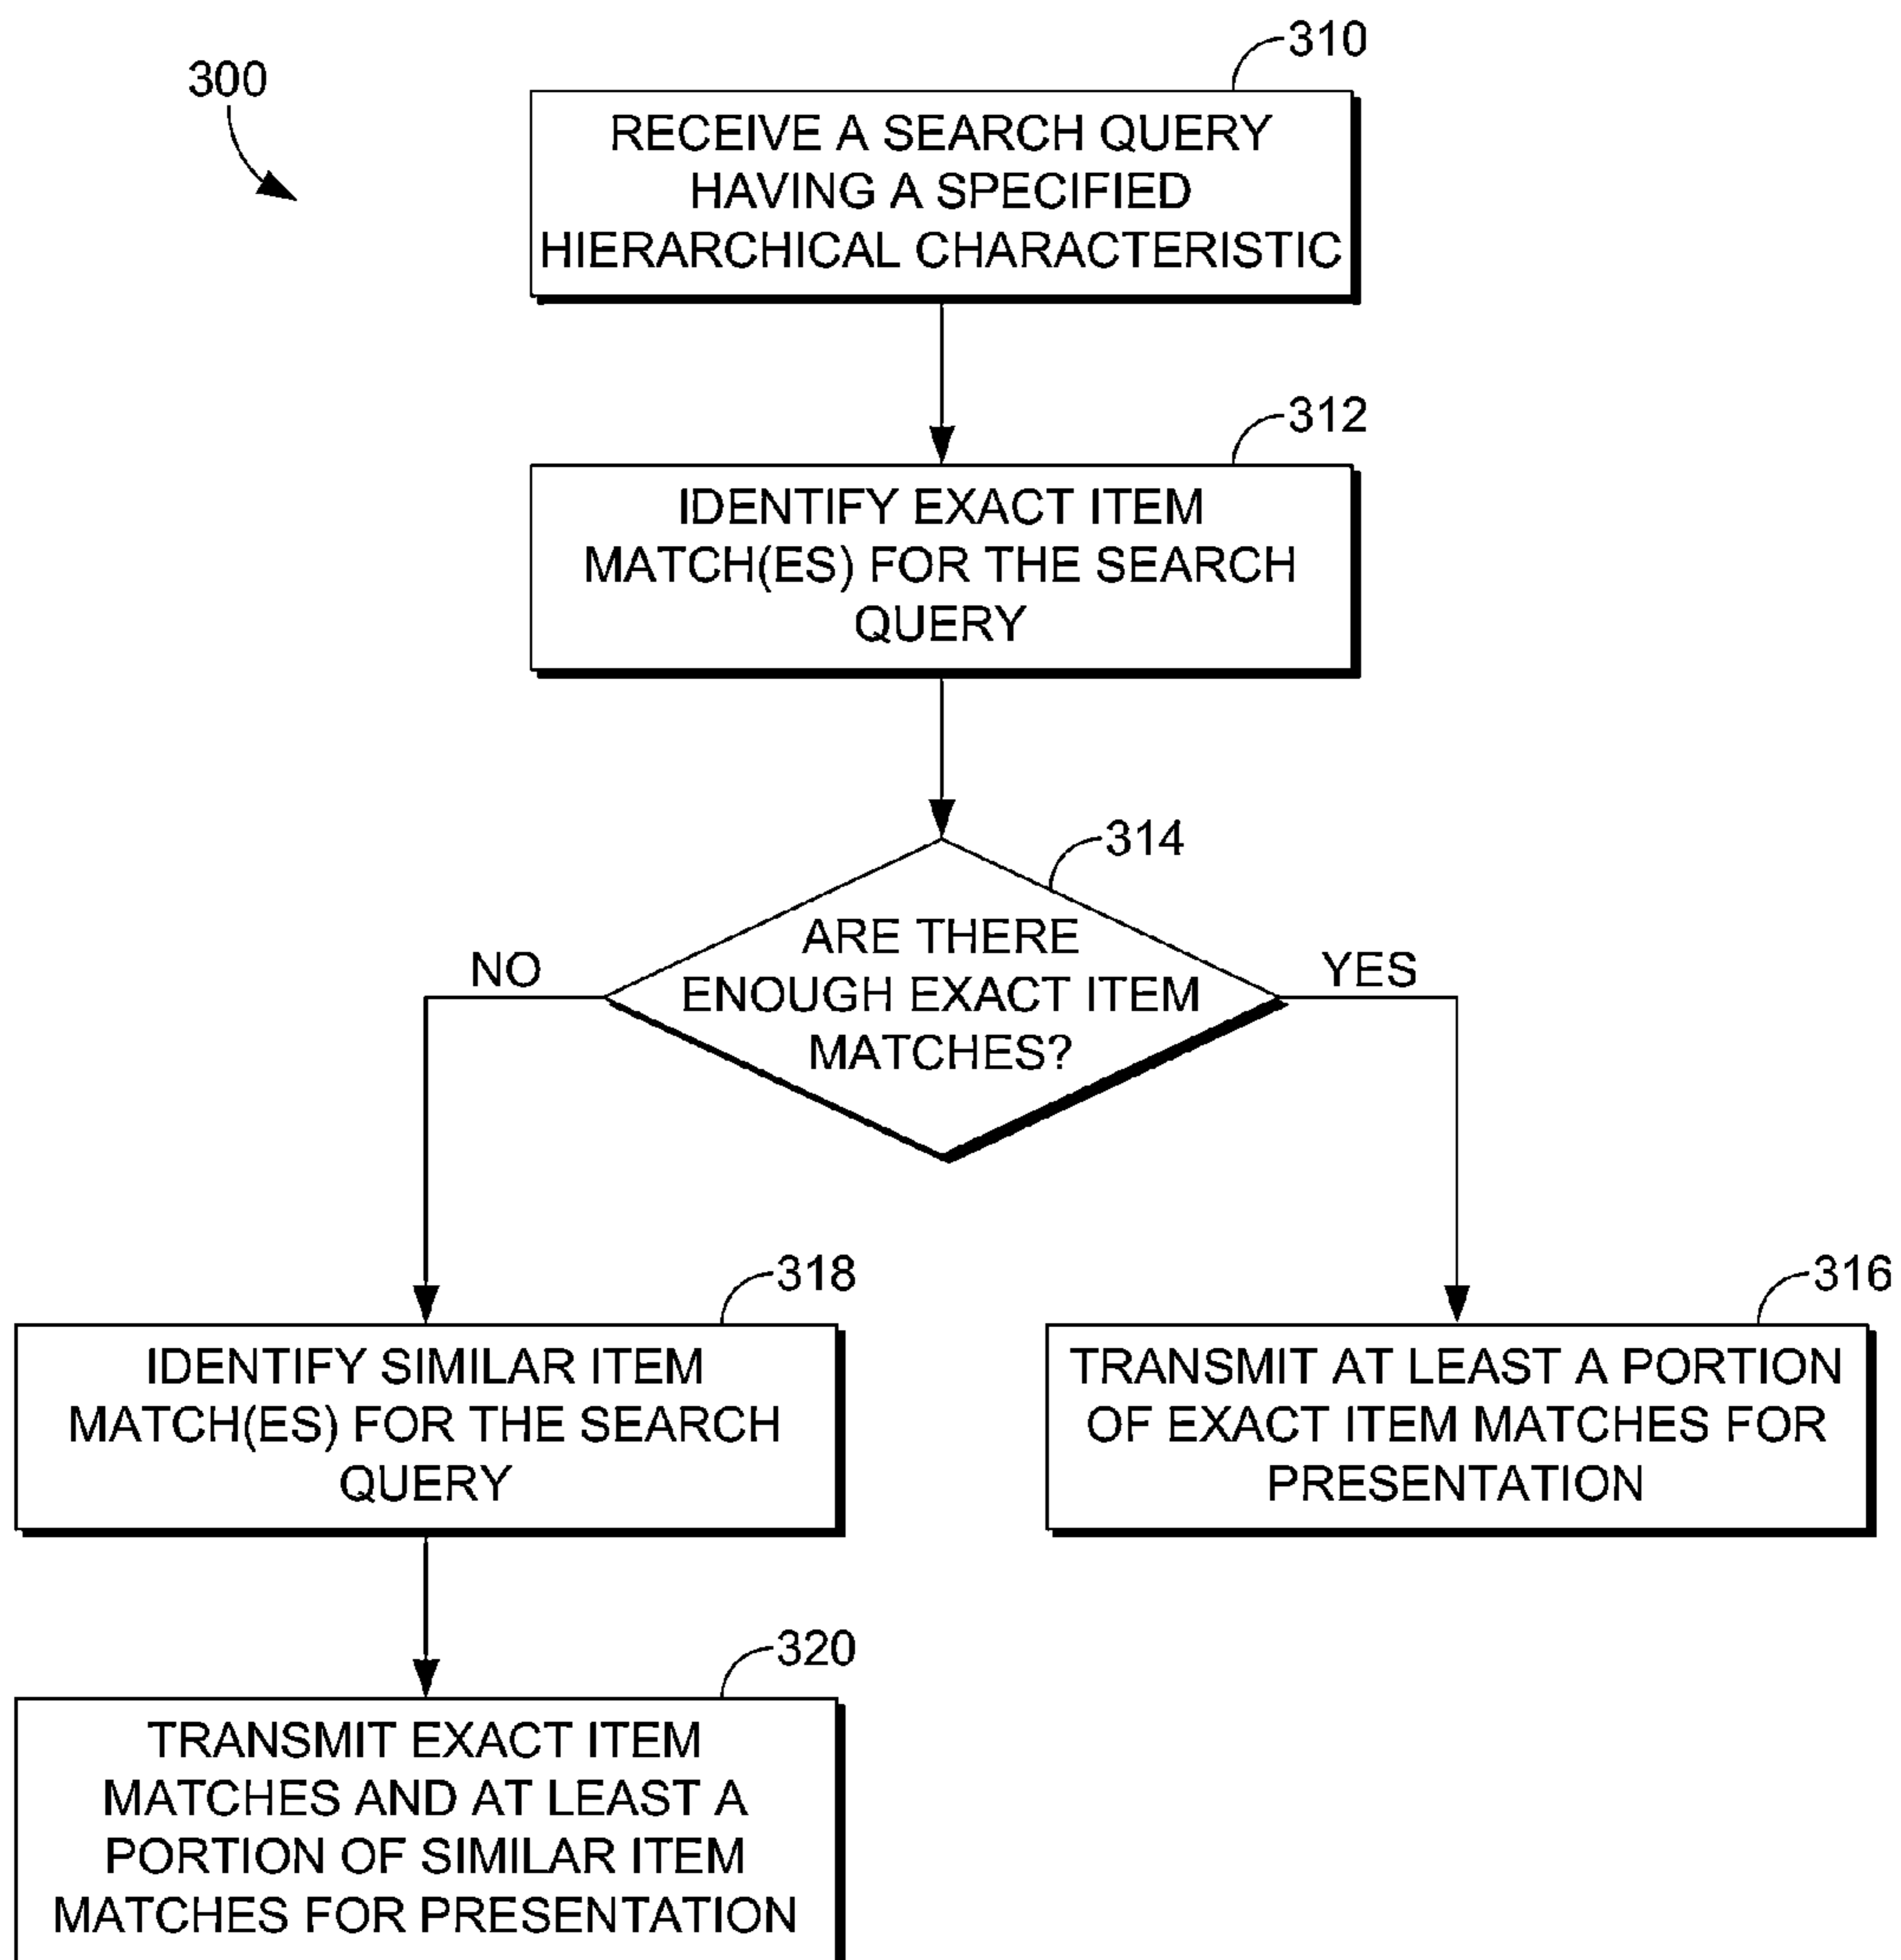 310
300
RECEIVE A SEARCH QUERY
HAVING A SPECIFIED
HIERARCHICAL CHARACTERISTIC
312
IDENTIFY EXACT ITEM
MATCH(ES) FOR THE SEARCH
QUERY
314
ARE THERE
ENOUGH EXACT ITEM
MATCHES?
NO
YES
318
IDENTIFY SIMILAR ITEM
MATCH(ES) FOR THE SEARCH
QUERY
316
TRANSMIT AT LEAST A PORTION
OF EXACT ITEM MATCHES FOR
PRESENTATION
320
TRANSMIT EXACT ITEM
MATCHES AND AT LEAST A
PORTION OF SIMILAR ITEM
MATCHES FOR PRESENTATION